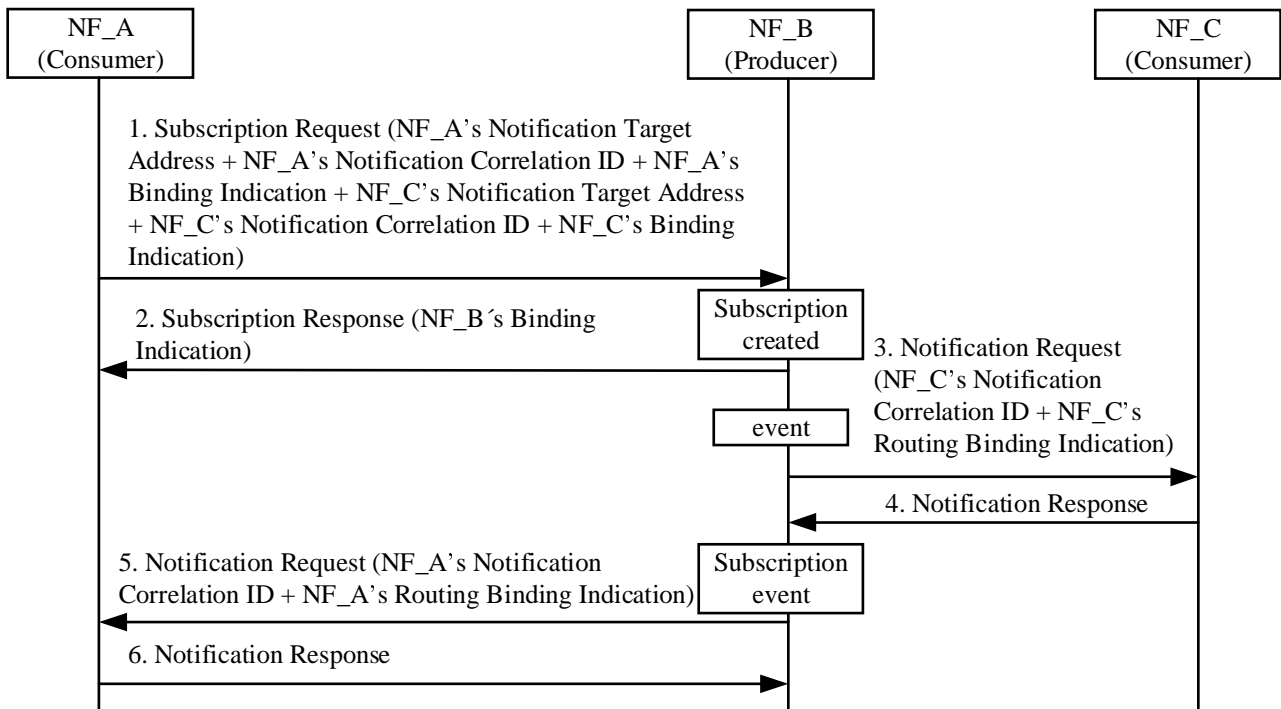 NF_A
(Consumer)
NF_B
(Producer)
NF_C
(Consumer)
1. Subscription Request (NF_A’s Notification Target
Address + NF_A’s Notification Correlation ID + NF_A’s
Binding Indication + NF_C’s Notification Target Address
+ NF_C’s Notification Correlation ID + NF_C’s Binding
Indication)
Subscription
created
2. Subscription Response (NF_B´s Binding
Indication)
3. Notification Request
(NF_C’s Notification
Correlation ID + NF_C’s
Routing Binding Indication)
event
4. Notification Response
5. Notification Request (NF_A’s Notification
Correlation ID + NF_A’s Routing Binding Indication)
Subscription
event
6. Notification Response